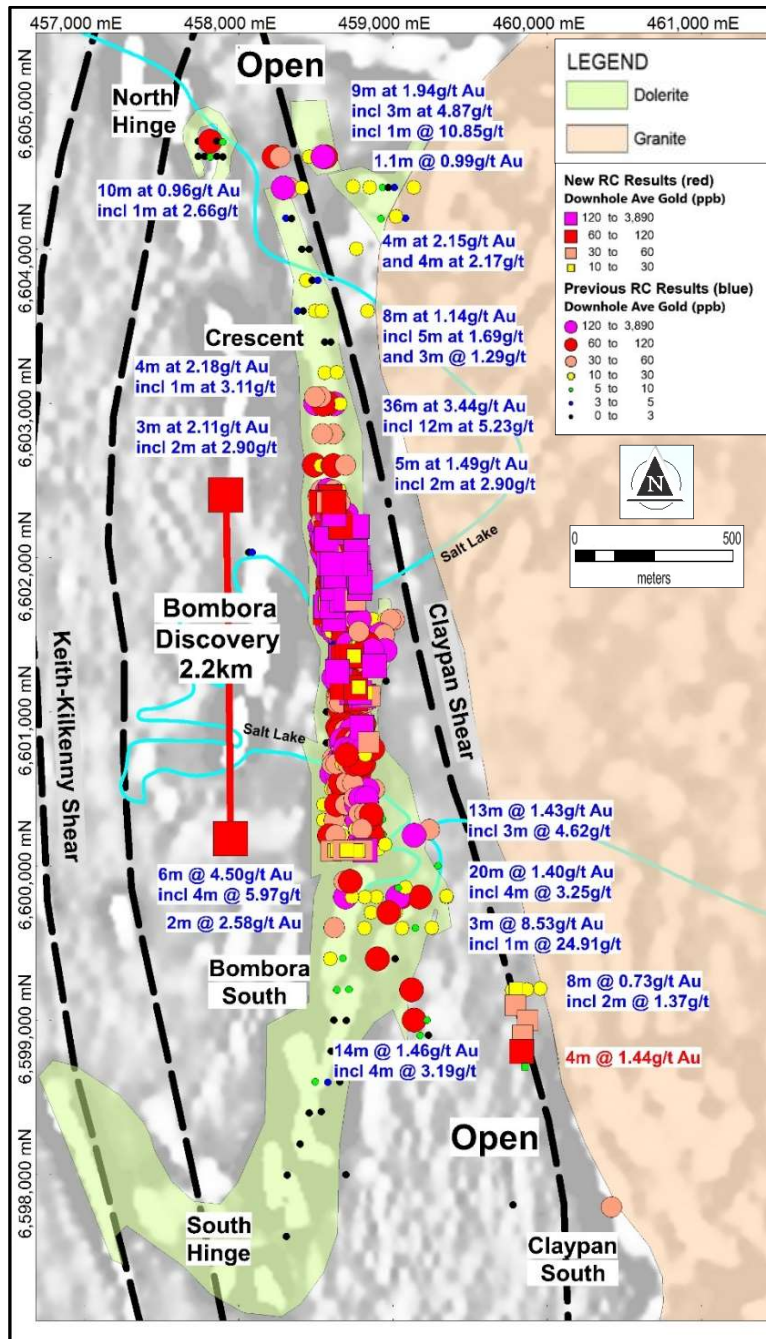 457,000 mE
458,000 mE
459,000 mE
460,000 mE
461,000 mE
6,605,000 mN
6,604,000 mN
6,603,000 mN
6,602,000 mN
6,601,000 mN
6,600,000 mN
6,599,000 mN
6,598,000 mN
Open
North
Hinge
9m at 1.94g/t Au
incl 3m at 4.87g/t
incl 1m @ 10.85g/t
1.1m @ 0.99g/t Au
10m at 0.96g/t Au
incl 1m at 2.66g/t
4m at 2.15g/t Au
and 4m at 2.17g/t
8m at 1.14g/t Au
incl 5m at 1.69g/t
and 3m @ 1.29g/t
Crescent
4m at 2.18g/t Au
incl 1m at 3.11g/t
36m at 3.44g/t Au
incl 12m at 5.23g/t
3m at 2.11g/t Au
incl 2m at 2.90g/t
5m at 1.49g/t Au
incl 2m at 2.90g/t
Salt Lake
Bombora
Discovery
2.2km
Claypan Shear
Keith-Kilkenny Shear
Salt Lake
13m @ 1.43g/t Au
incl 3m @ 4.62g/t
6m @ 4.50g/t Au
incl 4m @ 5.97g/t
20m @ 1.40g/t Au
incl 4m @ 3.25g/t
2m @ 2.58g/t Au
3m @ 8.53g/t Au
incl 1m @ 24.91g/t
Bombora
South
8m @ 0.73g/t Au
incl 2m @ 1.37g/t
14m @ 1.46g/t Au
incl 4m @ 3.19g/t
4m @ 1.44g/t Au
Open
South
Hinge
Claypan
South
LEGEND
Dolerite
Granite
New RC Results (red)
Downhole Ave Gold (ppb)
120 to 3,890
60 to 120
30 to 60
10 to 30
Previous RC Results (blue)
Downhole Ave Gold (ppb)
120 to 3,890
60 to 120
30 to 60
10 to 30
5 to 10
3 to 5
0 to 3
N
0 500
meters